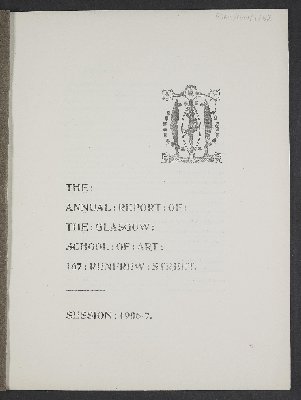 THE:
ANNUAL:REPORT:OF:
THE:GLASGOW:
SCHOOL:OF:ART:
167:RENFREW:STREET.
SESSION:1906-7.